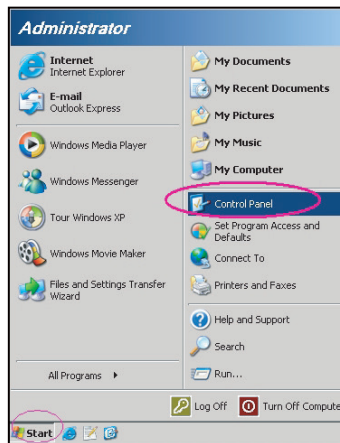 Administrator
Internet
Internet Explorer
E-mail
Outlook Express
Windows Media Player
Windows Messenger
Tour Windows XP
Windows Movie Maker
Files and Settings Transfer
Wizard
All Programs
My Documents
My Recent Documents
My Pictures
My Music
My Computer
Control Panel
Set Program Access and
Defaults
Connect To
Printers and Faxes
Help and Support
Search
Run...
Log Off
Turn Off Compute
Start